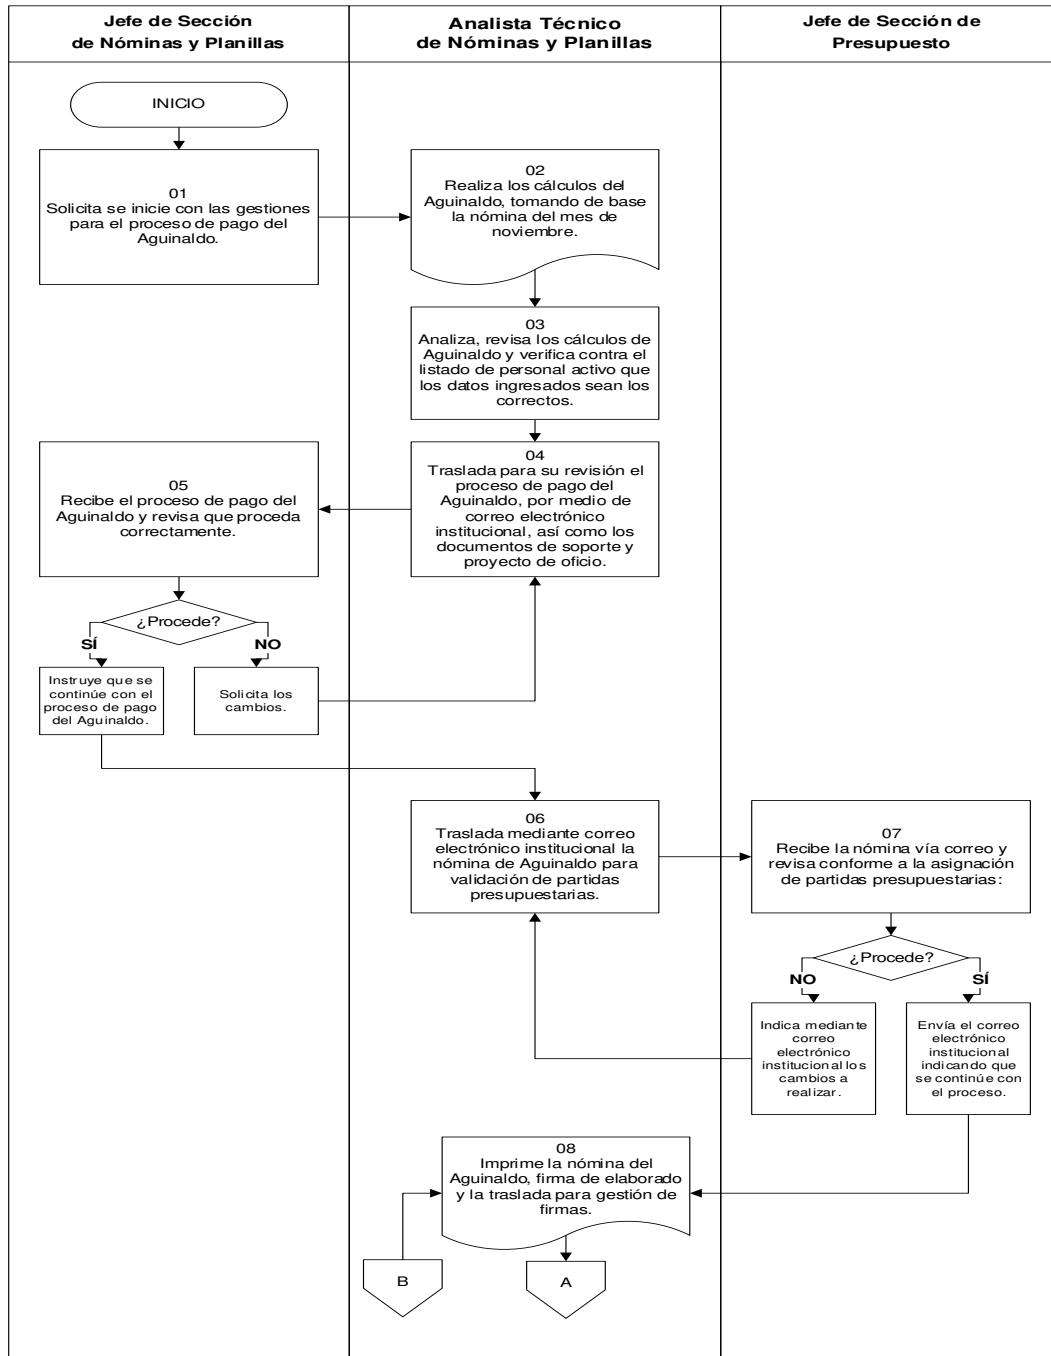 Jefe de Sección
de Nóminas y Planillas
Analista Técnico
de Nóminas y Planillas
Jefe de Sección de
Presupuesto
INICIO
01
Solicita se inicie con las gestiones
para el proceso de pago del
Aguinaldo.
02
Realiza los cálculos del
Aguinaldo, tomando de base
la nómina del mes de
noviembre.
03
Analiza, revisa los cálculos de
Aguinaldo y verifica contra el
listado de personal activo que
los datos ingresados sean los
correctos.
04
Traslada para su revisión el
proceso de pago del
Aguinaldo, por medio de
correo electrónico
institucional, así como los
documentos de soporte y
proyecto de oficio.
05
Recibe el proceso de pago del
Aguinaldo y revisa que proceda
correctamente.
¿Procede?
SÍ
NO
Instruye que se
continúe con el
proceso de pago
del Aguinaldo.
Solicita los
cambios.
06
Traslada mediante correo
electrónico institucional la
nómina de Aguinaldo para
validación de partidas
presupuestarias.
07
Recibe la nómina vía correo y
revisa conforme a la asignación
de partidas presupuestarias:
¿Procede?
NO
SÍ
Indica mediante
correo
electrónico
institucional los
cambios a
realizar.
Envía el correo
electrónico
institucional
indicando que
se continúe con
el proceso.
08
Imprime la nómina del
Aguinaldo, firma de elaborado
y la traslada para gestión de
firmas.
B
A